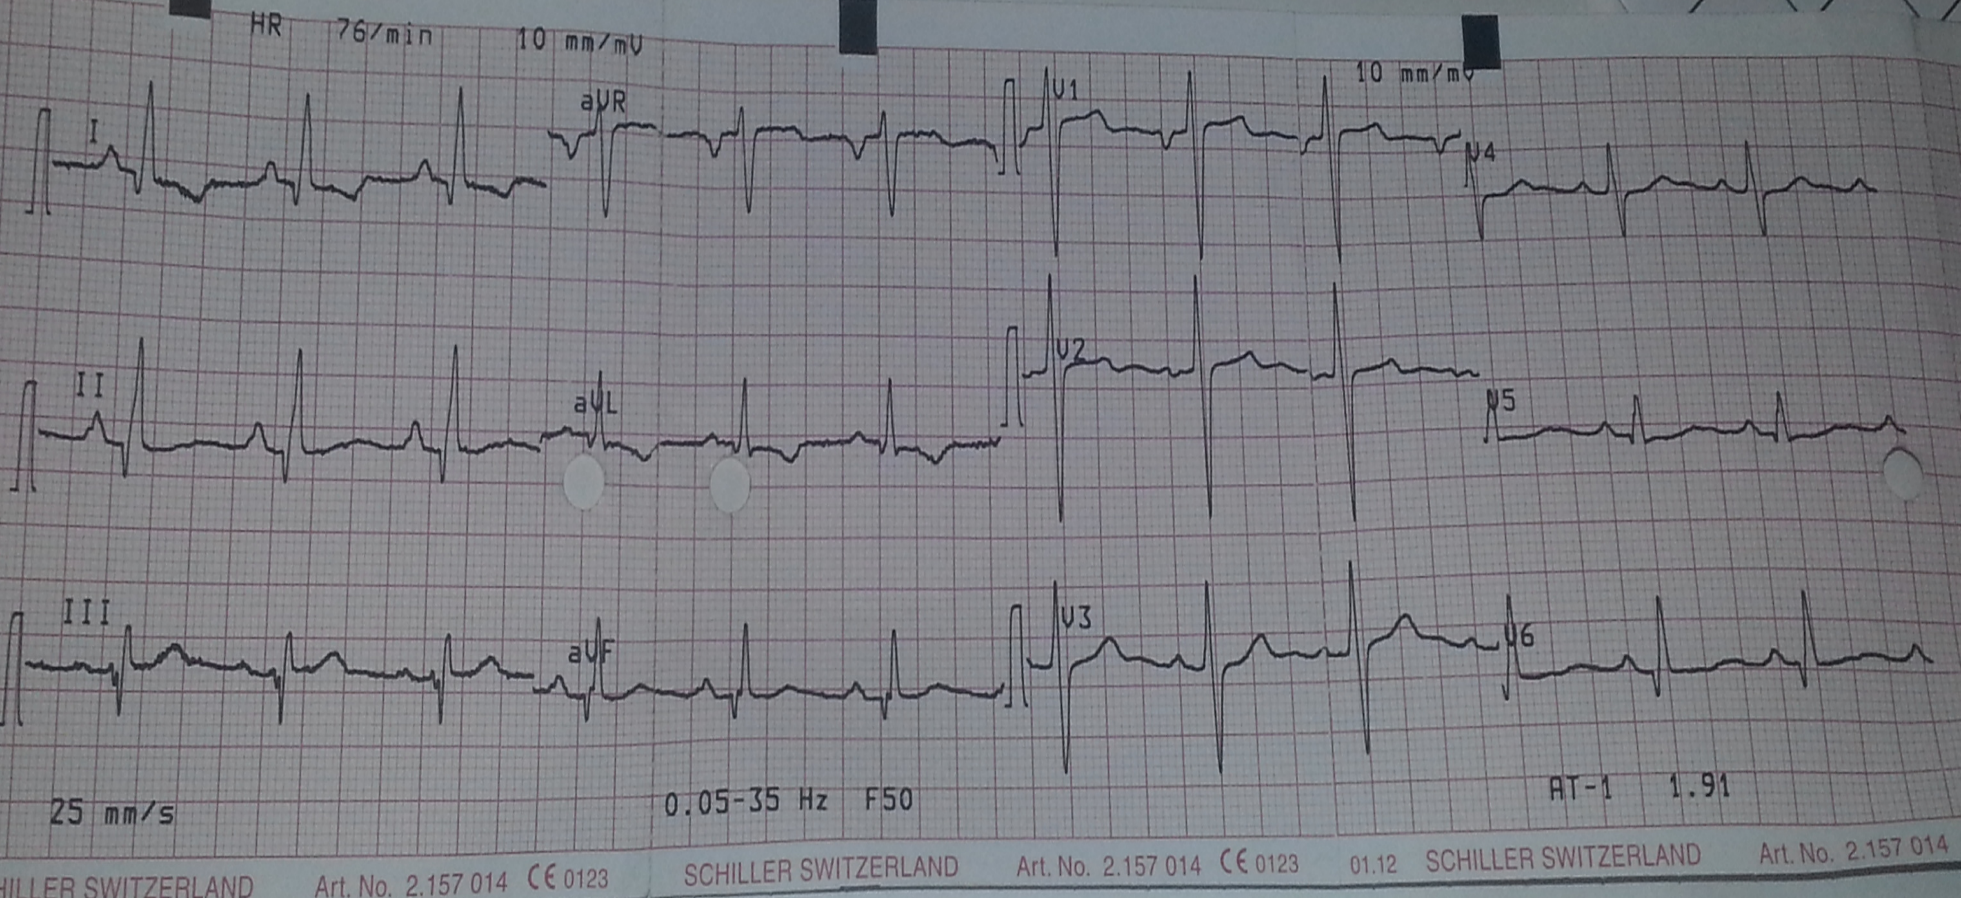 HR 76/min 10 mm/mV
10 mm/mV
I
aVR
V1
V4
II
aVL
V2
V5
III
aVF
V3
V6
25 mm/s
0.05-35 Hz F50
AT-1 1.91
HILLER SWITZERLAND Art. No. 2.157 014 CE 0123 SCHILLER SWITZERLAND Art. No. 2.157 014 CE 0123 01.12 SCHILLER SWITZERLAND Art. No. 2.157 014